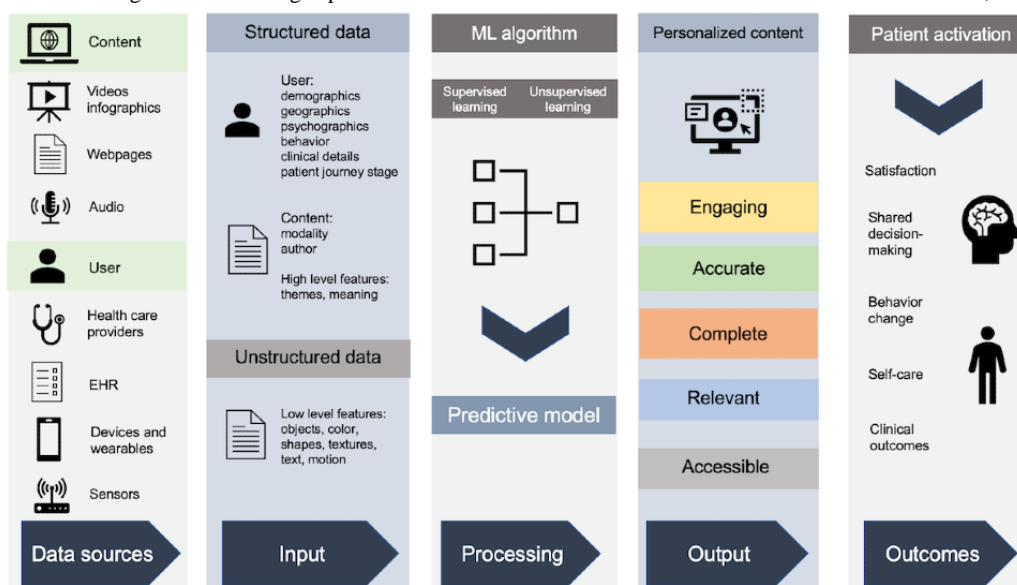 Content
Videos
infographics
Webpages
Audio
User
Health care
providers
EHR
Devices and
wearables
Sensors
Data sources
Structured data
User:
demographics
geographics
psychographics
behavior
clinical details
patient journey stage
Content:
modality
author
High level features:
themes, meaning
Unstructured data
Low level features:
objects, color,
shapes, textures,
text, motion
Input
ML algorithm
Supervised
learning
Unsupervised
learning
Predictive model
Processing
Personalized content
Engaging
Accurate
Complete
Relevant
Accessible
Output
Patient activation
Satisfaction
Shared
decision-
making
Behavior
change
Self-care
Clinical
outcomes
Outcomes